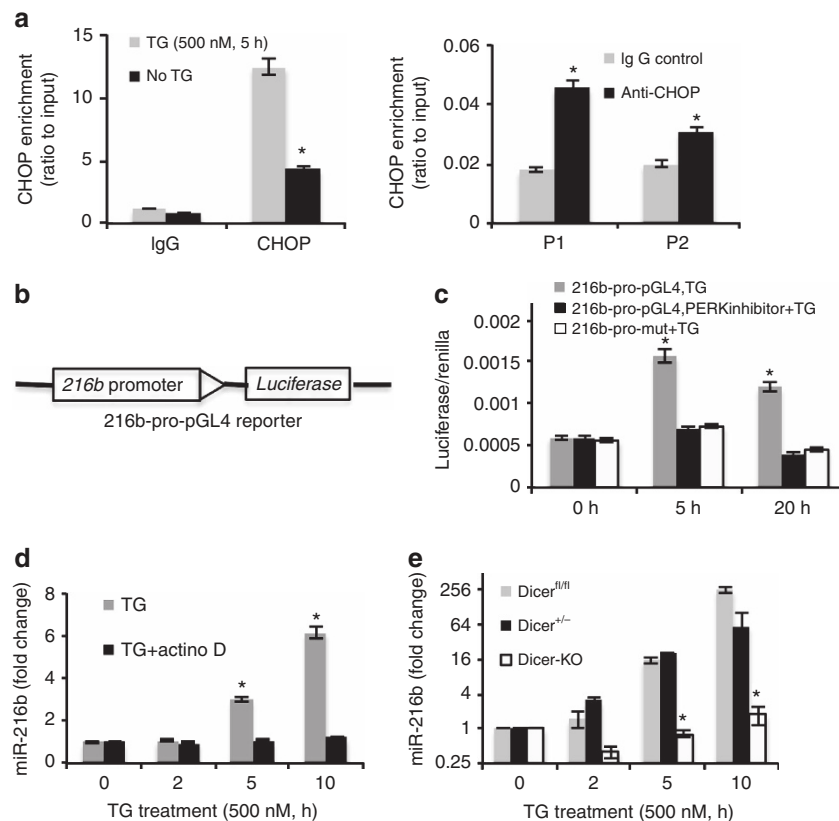 a
CHOP enrichment
(ratio to input)
15
10
5
0
TG (500 nM, 5 h)
No TG
*
IgG
CHOP
CHOP enrichment
(ratio to input)
0.06
0.04
0.02
0
Ig G control
Anti-CHOP
*
*
P1
P2
b
216b promoter
Luciferase
216b-pro-pGL4 reporter
c
216b-pro-pGL4,TG
216b-pro-pGL4,PERKinhibitor+TG
216b-pro-mut+TG
Luciferase/renilla
0.002
0.0015
0.001
0.0005
0
*
*
0 h
5 h
20 h
d
miR-216b (fold change)
8
6
4
2
0
TG
TG+actino D
*
*
0
2
5
10
TG treatment (500 nM, h)
e
miR-216b (fold change)
256
64
16
4
1
0.25
Dicer^fl/fl
Dicer^+/–
Dicer-KO
*
*
0
2
5
10
TG treatment (500 nM, h)